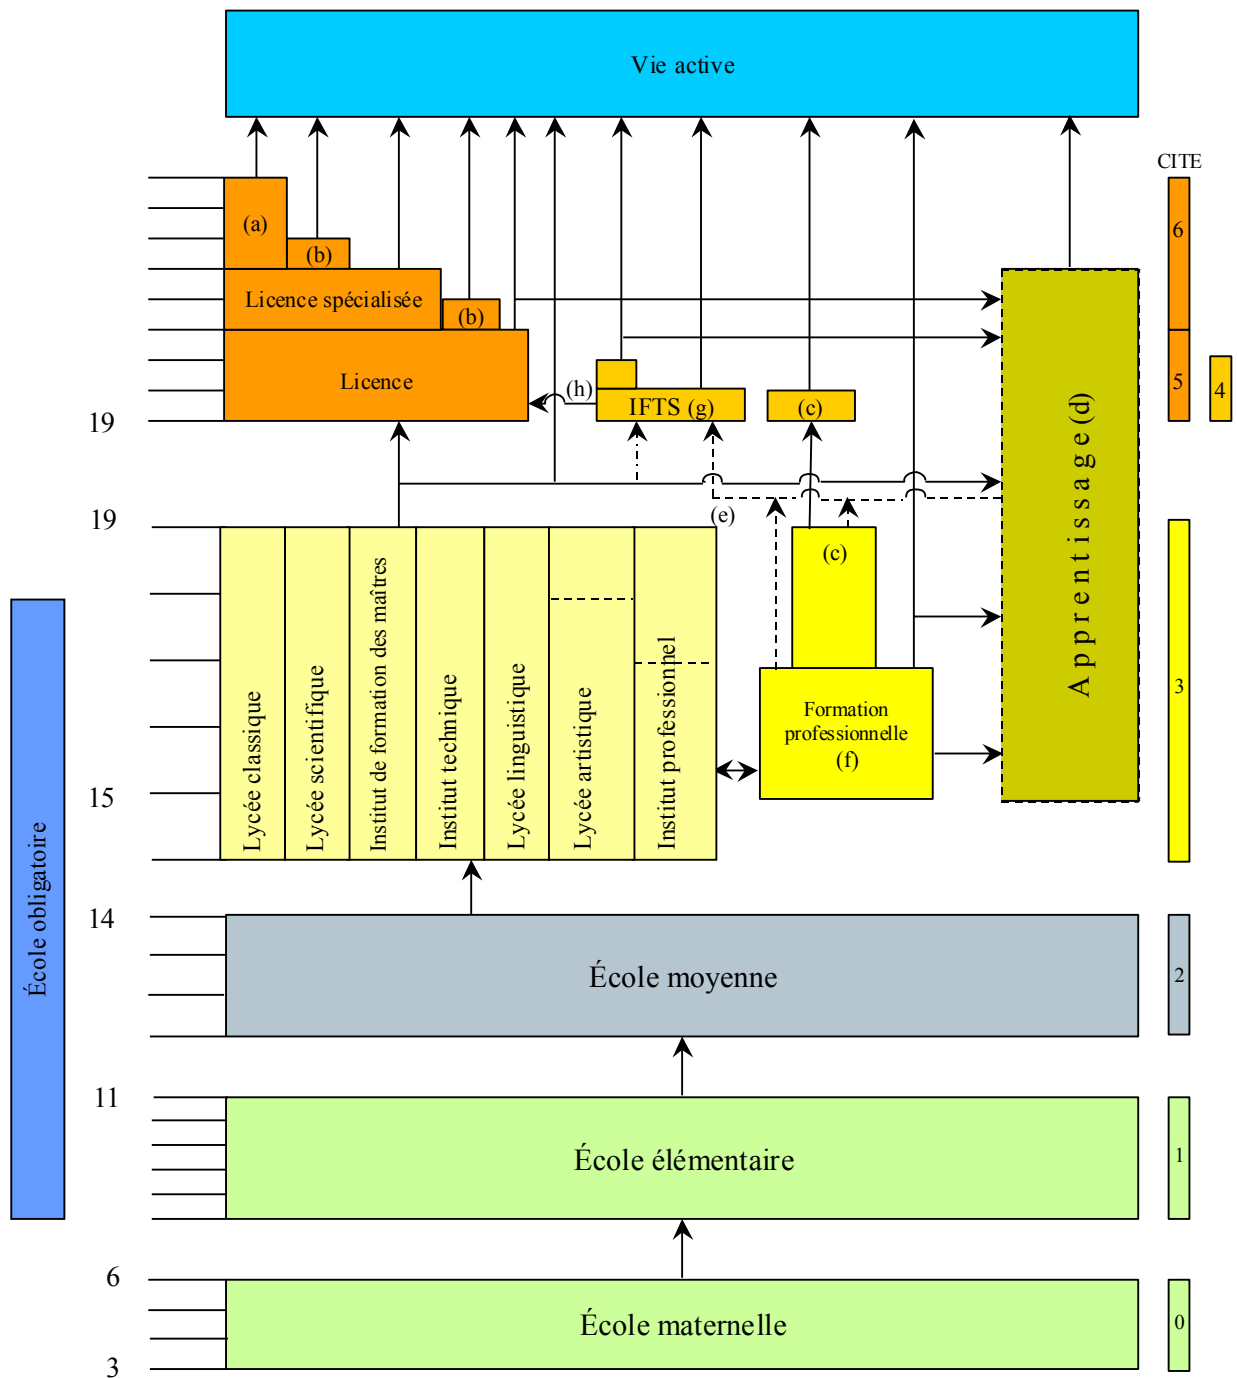 Vie active
CITE
(a)
(b)
6
Licence spécialisée
(b)
Licence
(h)
IFTS (g)
(c)
5
4
19
19
(e)
(c)
Apprentissage (d)
École obligatoire
Lycée classique
Lycée scientifique
Institut de formation des maîtres
Institut technique
Lycée linguistique
Lycée artistique
Institut professionnel
Formation
professionnelle
(f)
3
15
14
École moyenne
2
11
École élémentaire
1
6
École maternelle
0
3